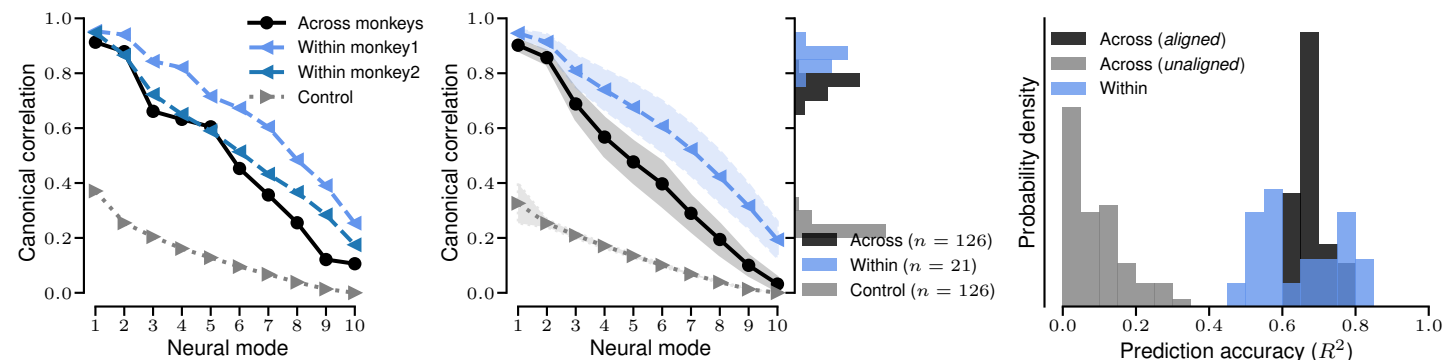 Canonical correlation
1.0
0.8
0.6
0.4
0.2
0.0
Across monkeys
Within monkey1
Within monkey2
Control
1 2 3 4 5 6 7 8 9 10
Neural mode
Canonical correlation
1.0
0.8
0.6
0.4
0.2
0.0
1 2 3 4 5 6 7 8 9 10
Neural mode
Across (n = 126)
Within (n = 21)
Control (n = 126)
Probability density
Across (aligned)
Across (unaligned)
Within
0.0 0.2 0.4 0.6 0.8 1.0
Prediction accuracy (R²)